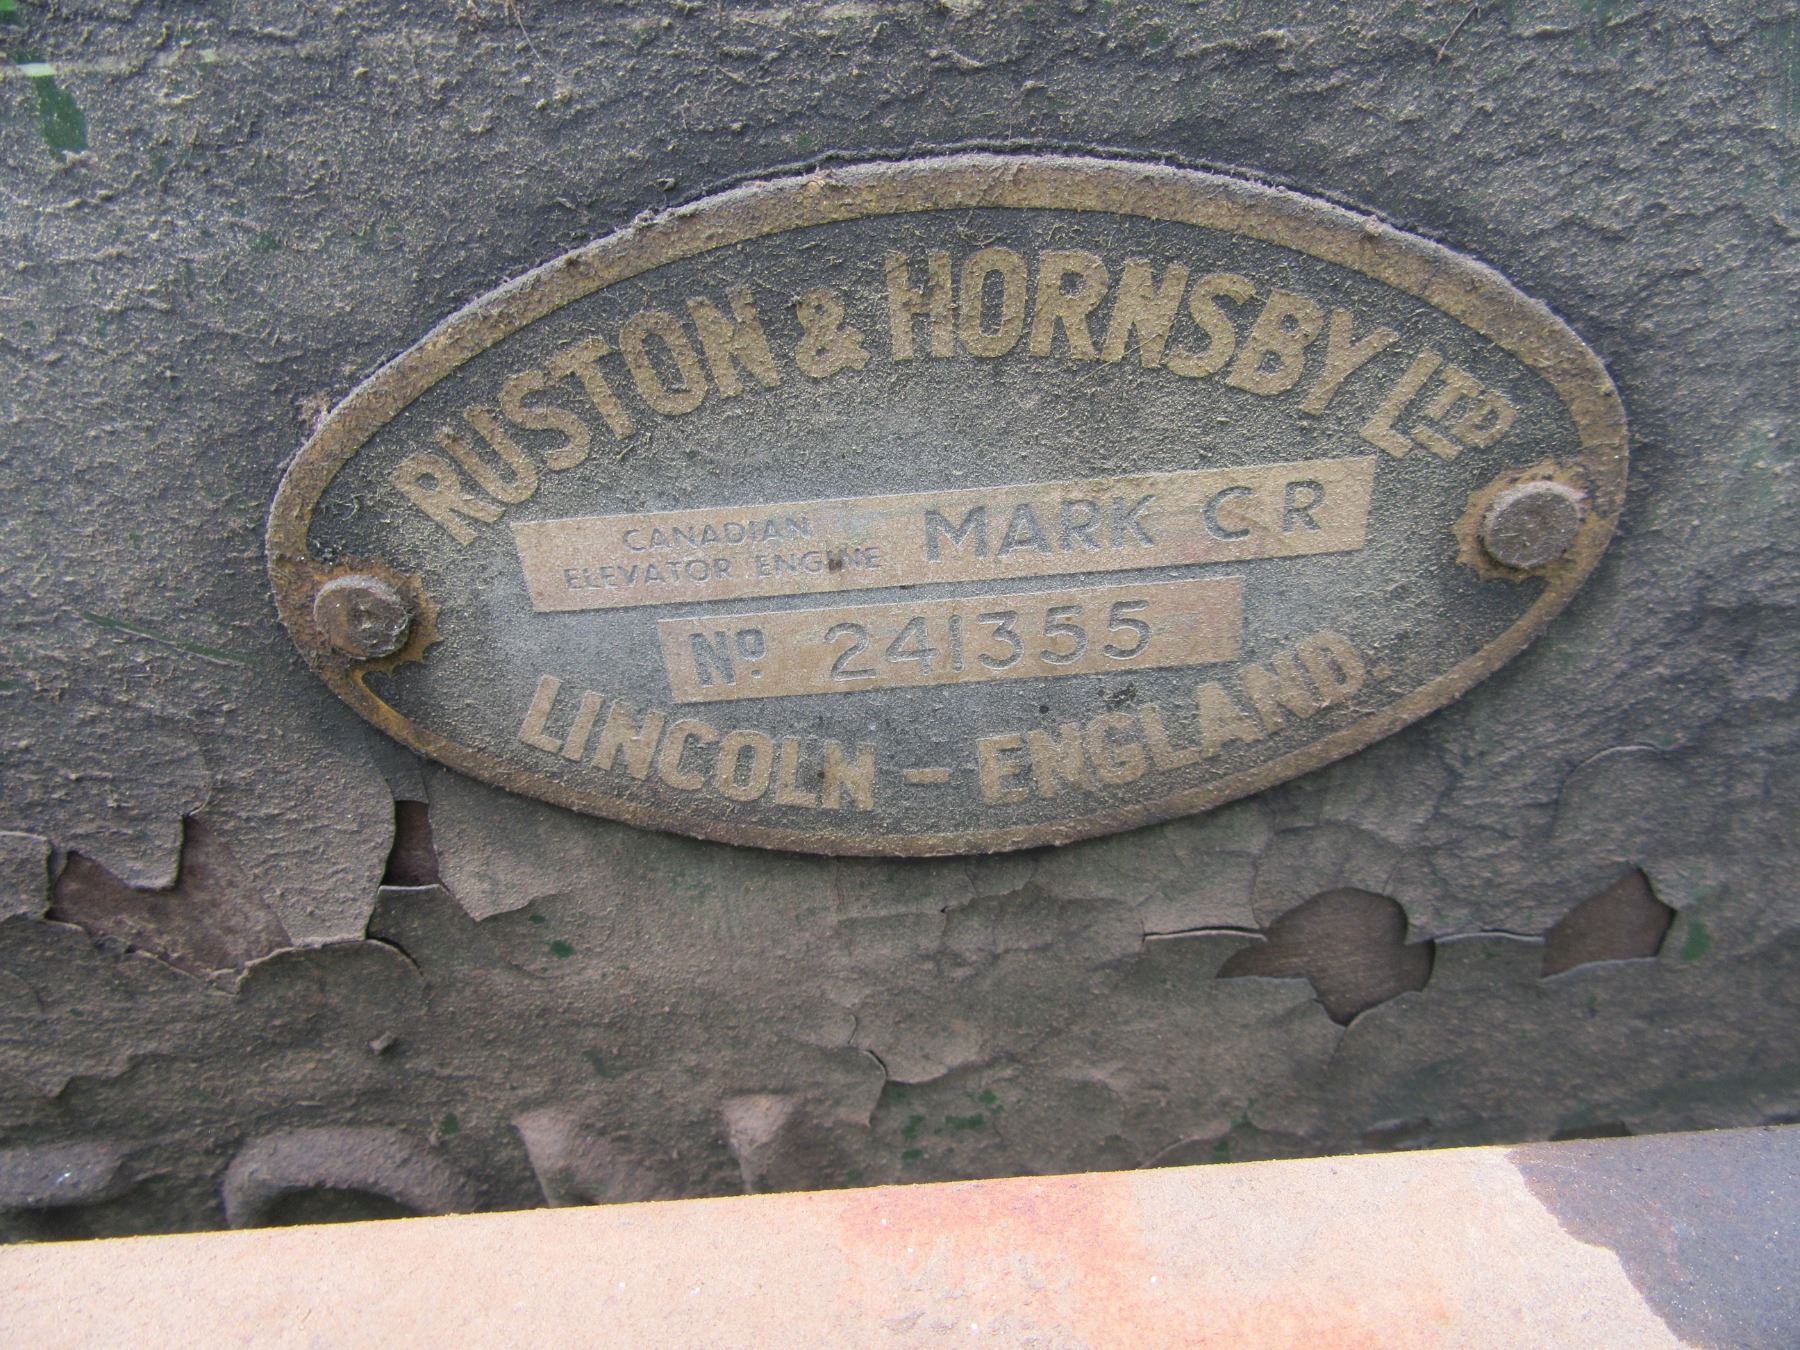 RUSTON & HORNSBY LTD
CANADIAN
ELEVATOR ENGINE MARK CR
No. 241355
LINCOLN - ENGLAND.